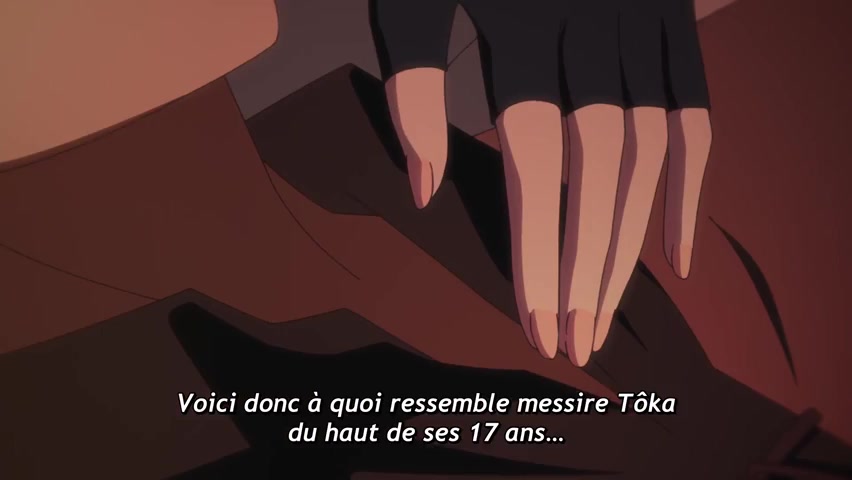 Voici donc à quoi ressemble messire Tôka
du haut de ses 17 ans…